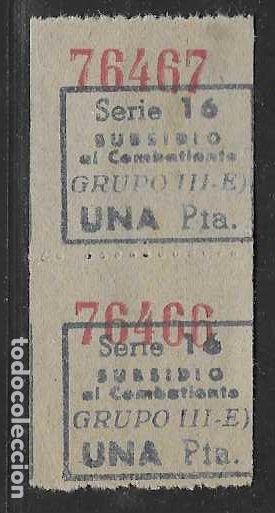 76467
Serie 16
SUBSIDIO
al Combatiente
GRUPO III-E)
UNA Pta.
76466
Serie 16
SUBSIDIO
al Combatiente
GRUPO III-E)
UNA Pta.
todocoleccion.net